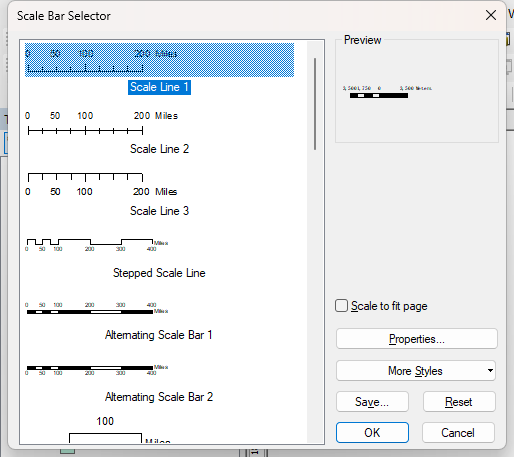 Scale Bar Selector
0 50 100 200 Miles
Scale Line 1
0 50 100 200 Miles
Scale Line 2
0 50 100 200 Miles
Scale Line 3
Miles
0 50 100 200 300 400
Stepped Scale Line
0 50 100 200 300 400
Miles
Alternating Scale Bar 1
0 50 100 200 300 400
Miles
Alternating Scale Bar 2
100
Miles
Preview
3,500 1,750 0 3,500 Meters
Scale to fit page
Properties...
More Styles
Save...
Reset
OK
Cancel